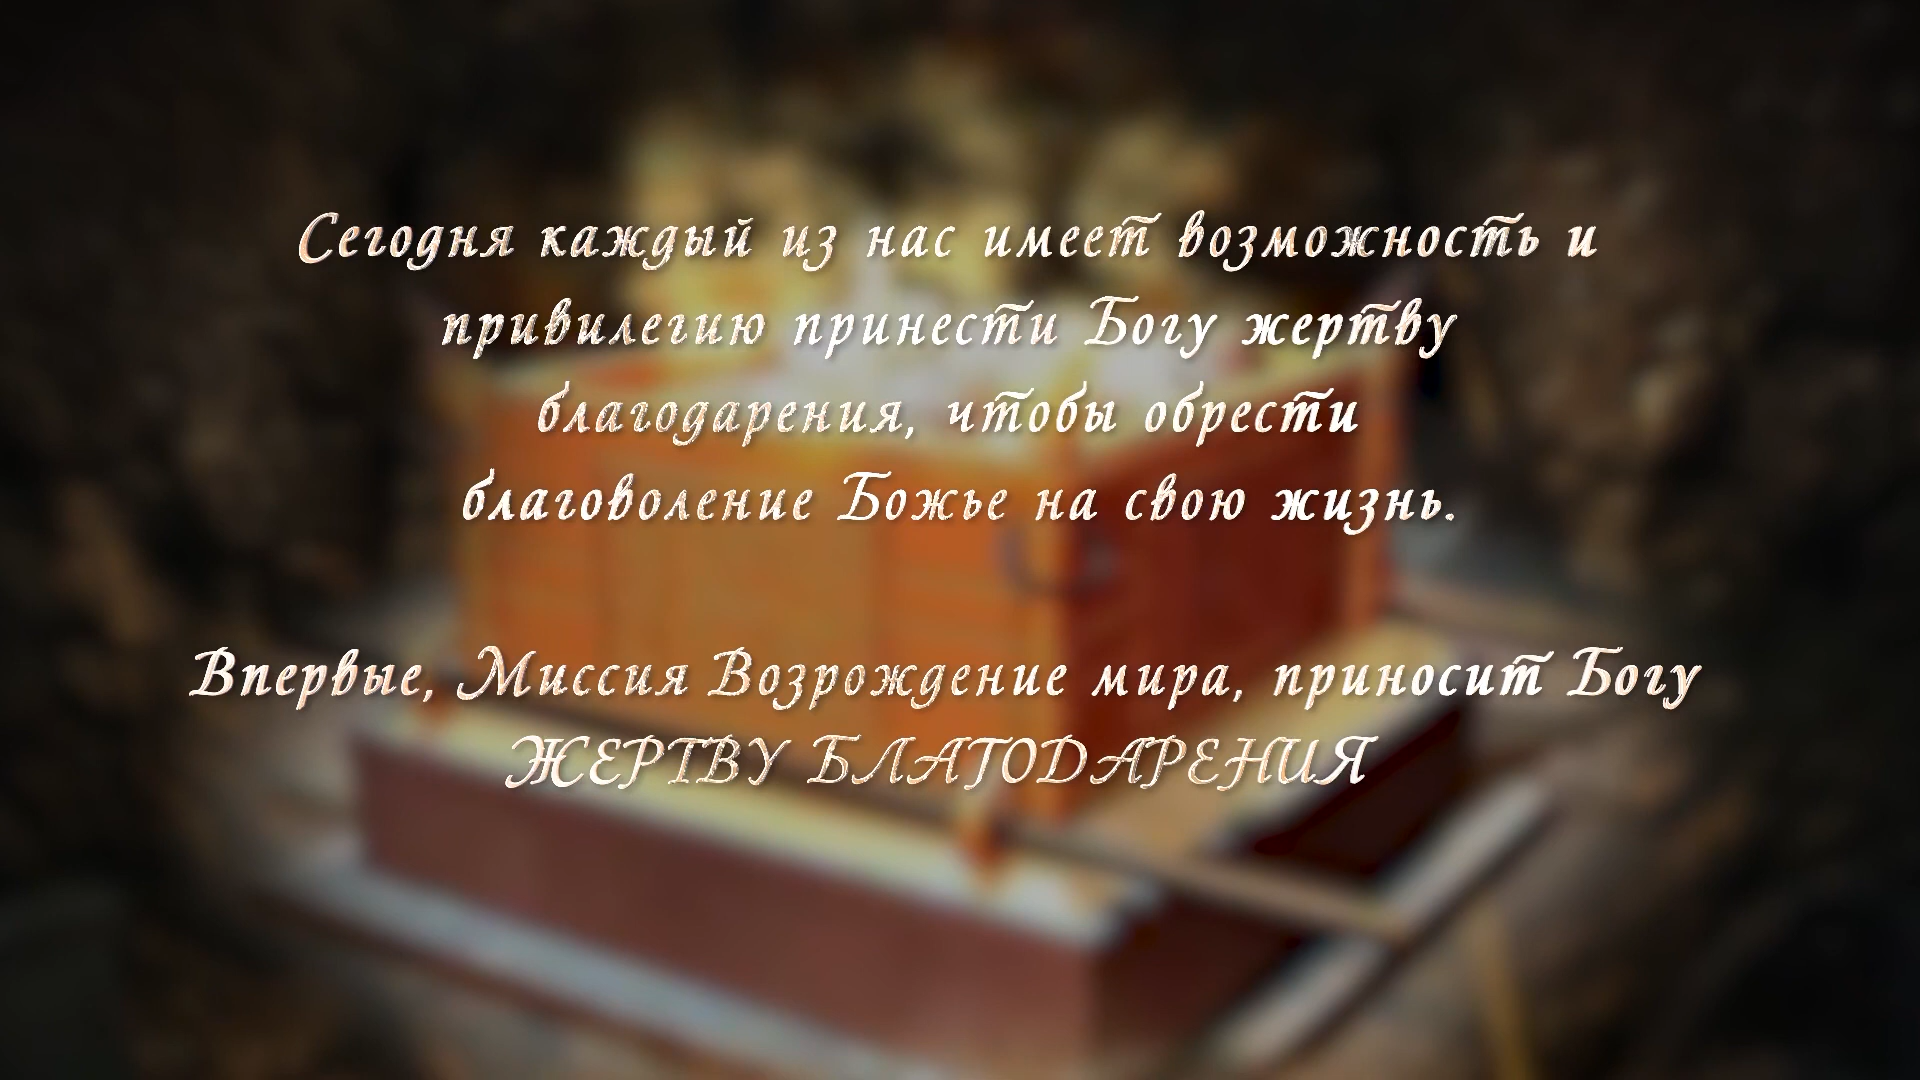 Сегодня каждый из нас имеет возможность и
привилегию принести Богу жертву
благодарения, чтобы обрести
благоволение Божье на свою жизнь.
Впервые, Миссия Возрождение мира, приносит Богу
ЖЕРТВУ БЛАГОДАРЕНИЯ